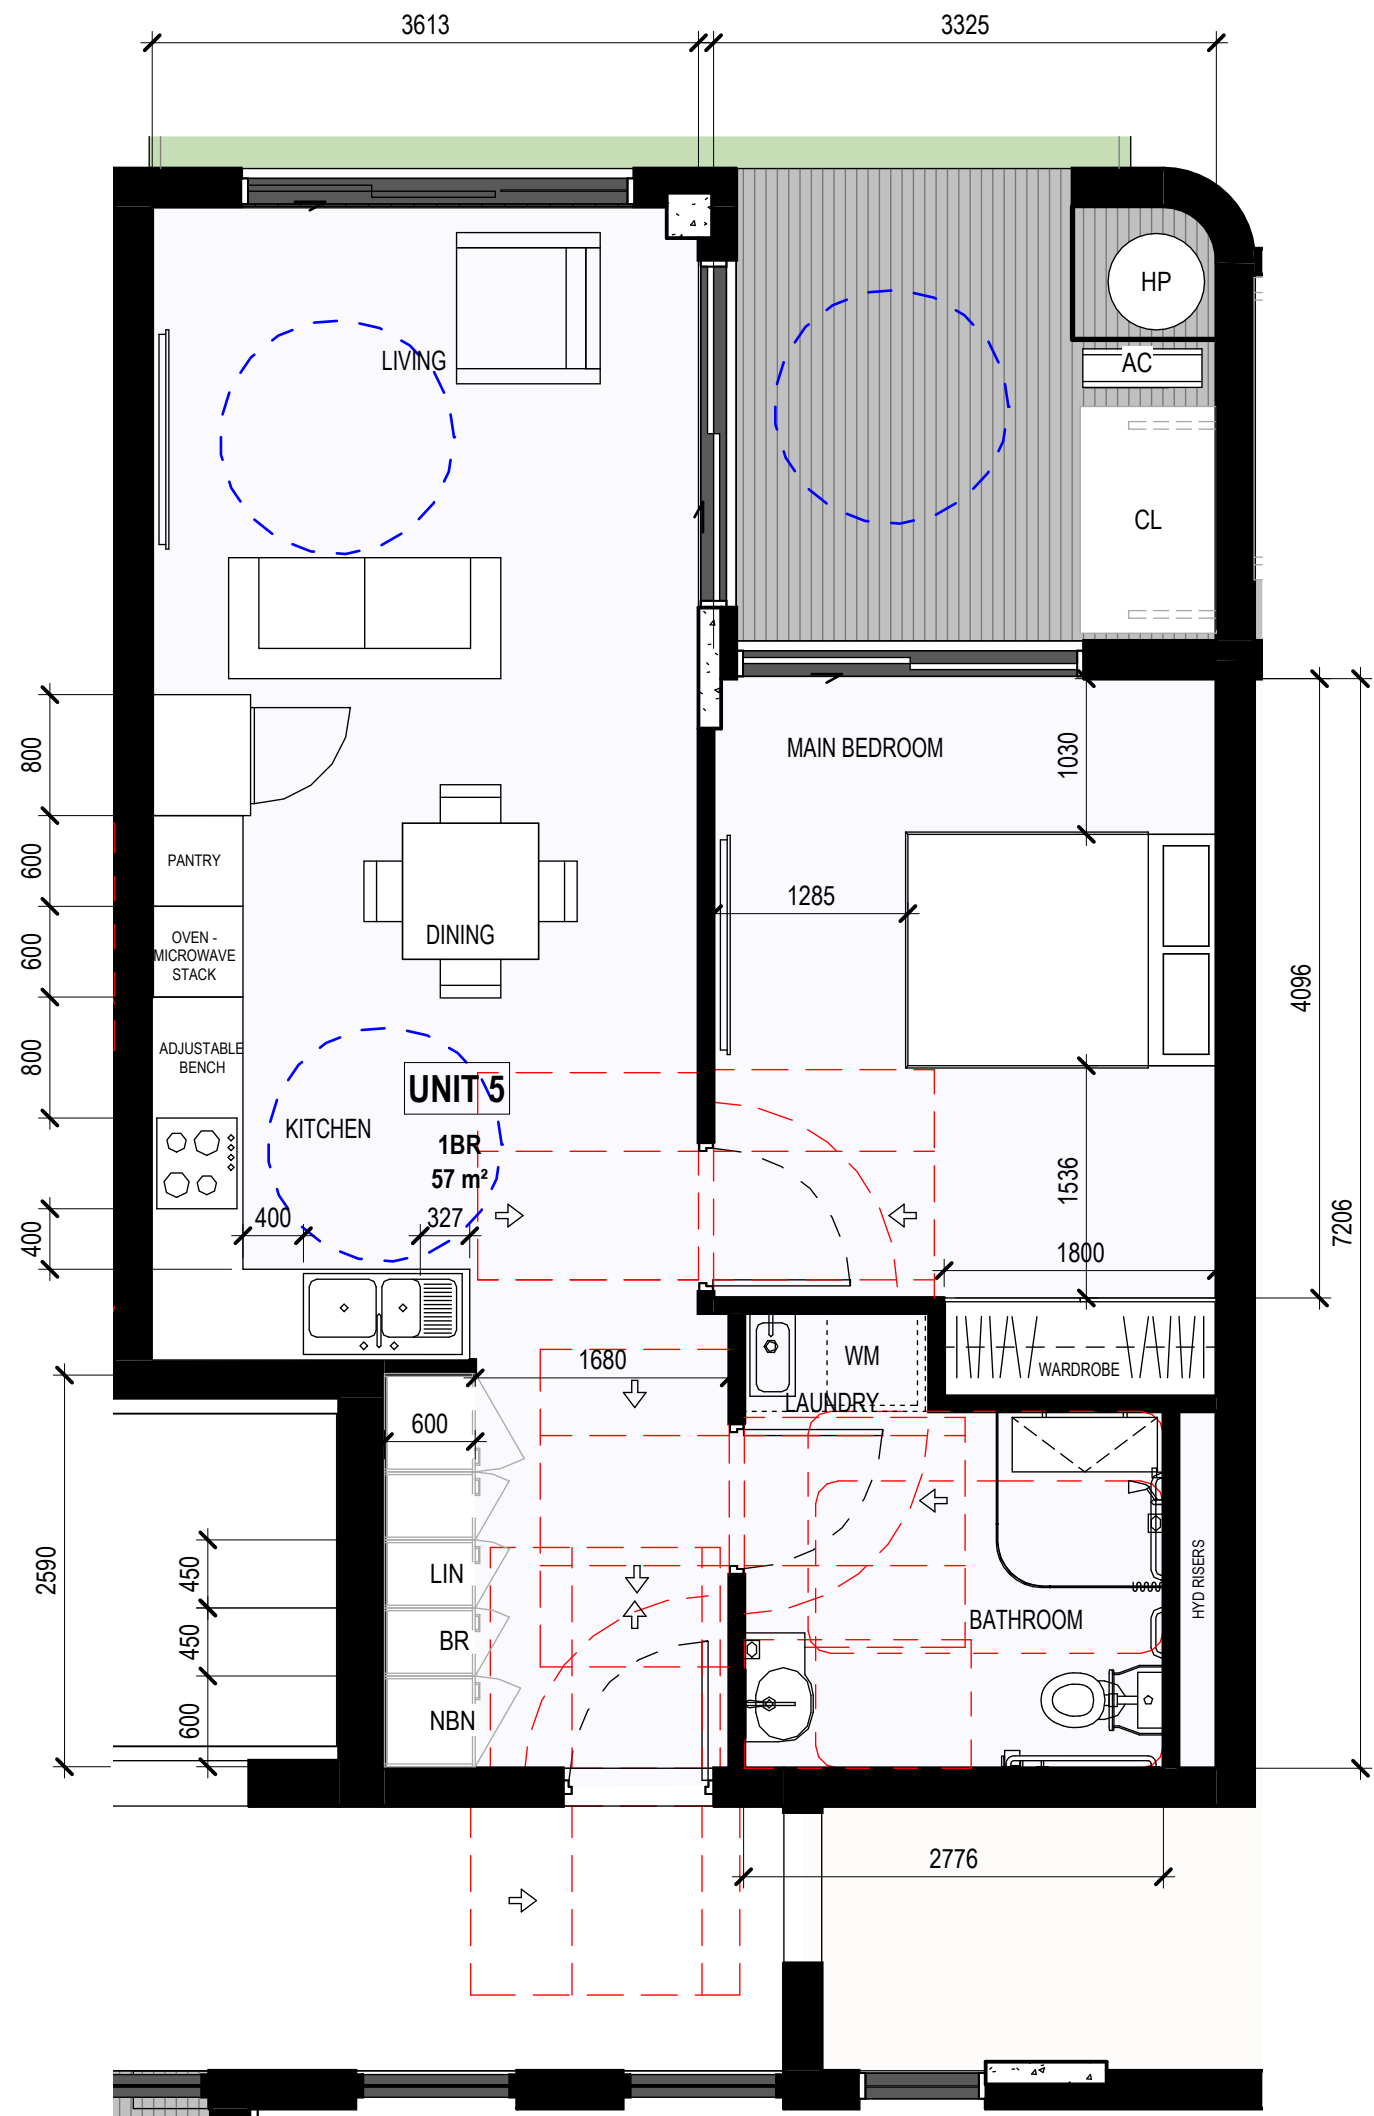 3613
3325
HP
AC
LIVING
CL
MAIN BEDROOM
1030
800
600
PANTRY
1285
DINING
600
OVEN -
MICROWAVE
STACK
4096
800
ADJUSTABLE
BENCH
UNIT 5
KITCHEN
1BR
57 m²
1536
7206
400
400
327
1800
1680
WM
WARDROBE
LAUNDRY
600
2590
450
LIN
HYD RISERS
450
BR
BATHROOM
600
NBN
2776